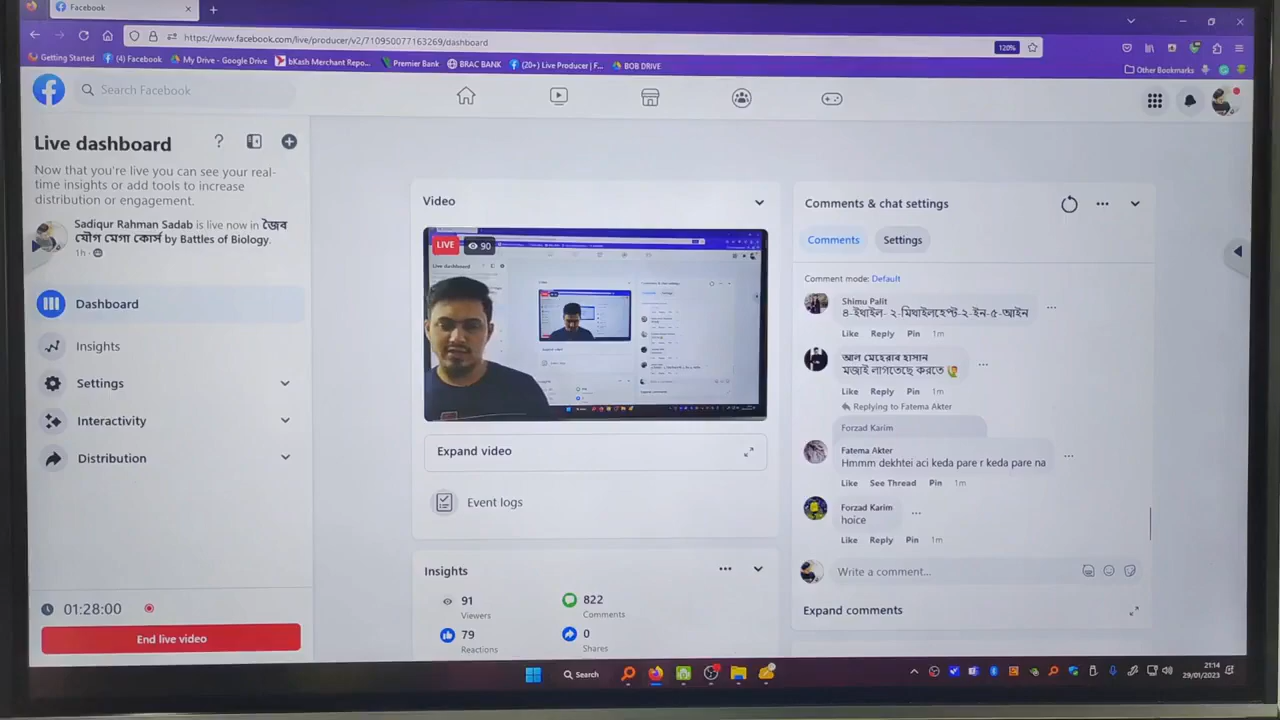 Facebook
https://www.facebook.com/live/producer/v2/710950077163269/dashboard
120%
Getting Started
(4) Facebook
My Drive - Google Drive
bKash Merchant Repo...
Premier Bank
BRAC BANK
(20+) Live Producer | F...
BOB DRIVE
Other Bookmarks
Search Facebook
Live dashboard
Now that you're live you can see your real-
time insights or add tools to increase
distribution or engagement.
Sadiqur Rahman Sadab is live now in জৈব
যৌগ মেগা কোর্স by Battles of Biology.
1h ·
Dashboard
Insights
Settings
Interactivity
Distribution
01:28:00
End live video
Video
LIVE
90
Expand video
Event logs
Insights
91
Viewers
822
Comments
79
Reactions
0
Shares
Comments & chat settings
Comments
Settings
Comment mode: Default
Shimu Palit
৪-ইথাইল- ২-মিথাইলহেপ্ট-২-ইন-৫-আইন
Like Reply Pin 1m
আল মেহেরাব হাসান
মজাই লাগতেছে করতে
Like Reply Pin 1m
Replying to Fatema Akter
Forzad Karim
Fatema Akter
Hmmm dekhtei aci keda pare r keda pare na
Like See Thread Pin 1m
Forzad Karim
hoice
Like Reply Pin 1m
Write a comment...
Expand comments
Search
21:14
29/01/2023